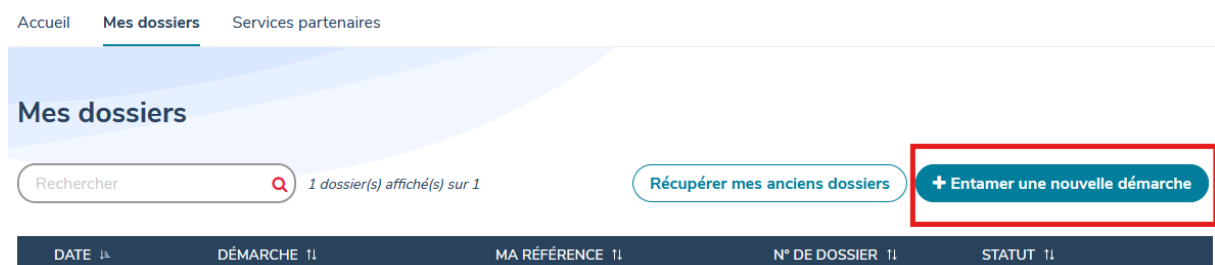 Accueil Mes dossiers Services partenaires
Mes dossiers
Rechercher 1 dossier(s) affiché(s) sur 1 Récupérer mes anciens dossiers + Entamer une nouvelle démarche
DATE DÉMARCHE MA RÉFÉRENCE N° DE DOSSIER STATUT